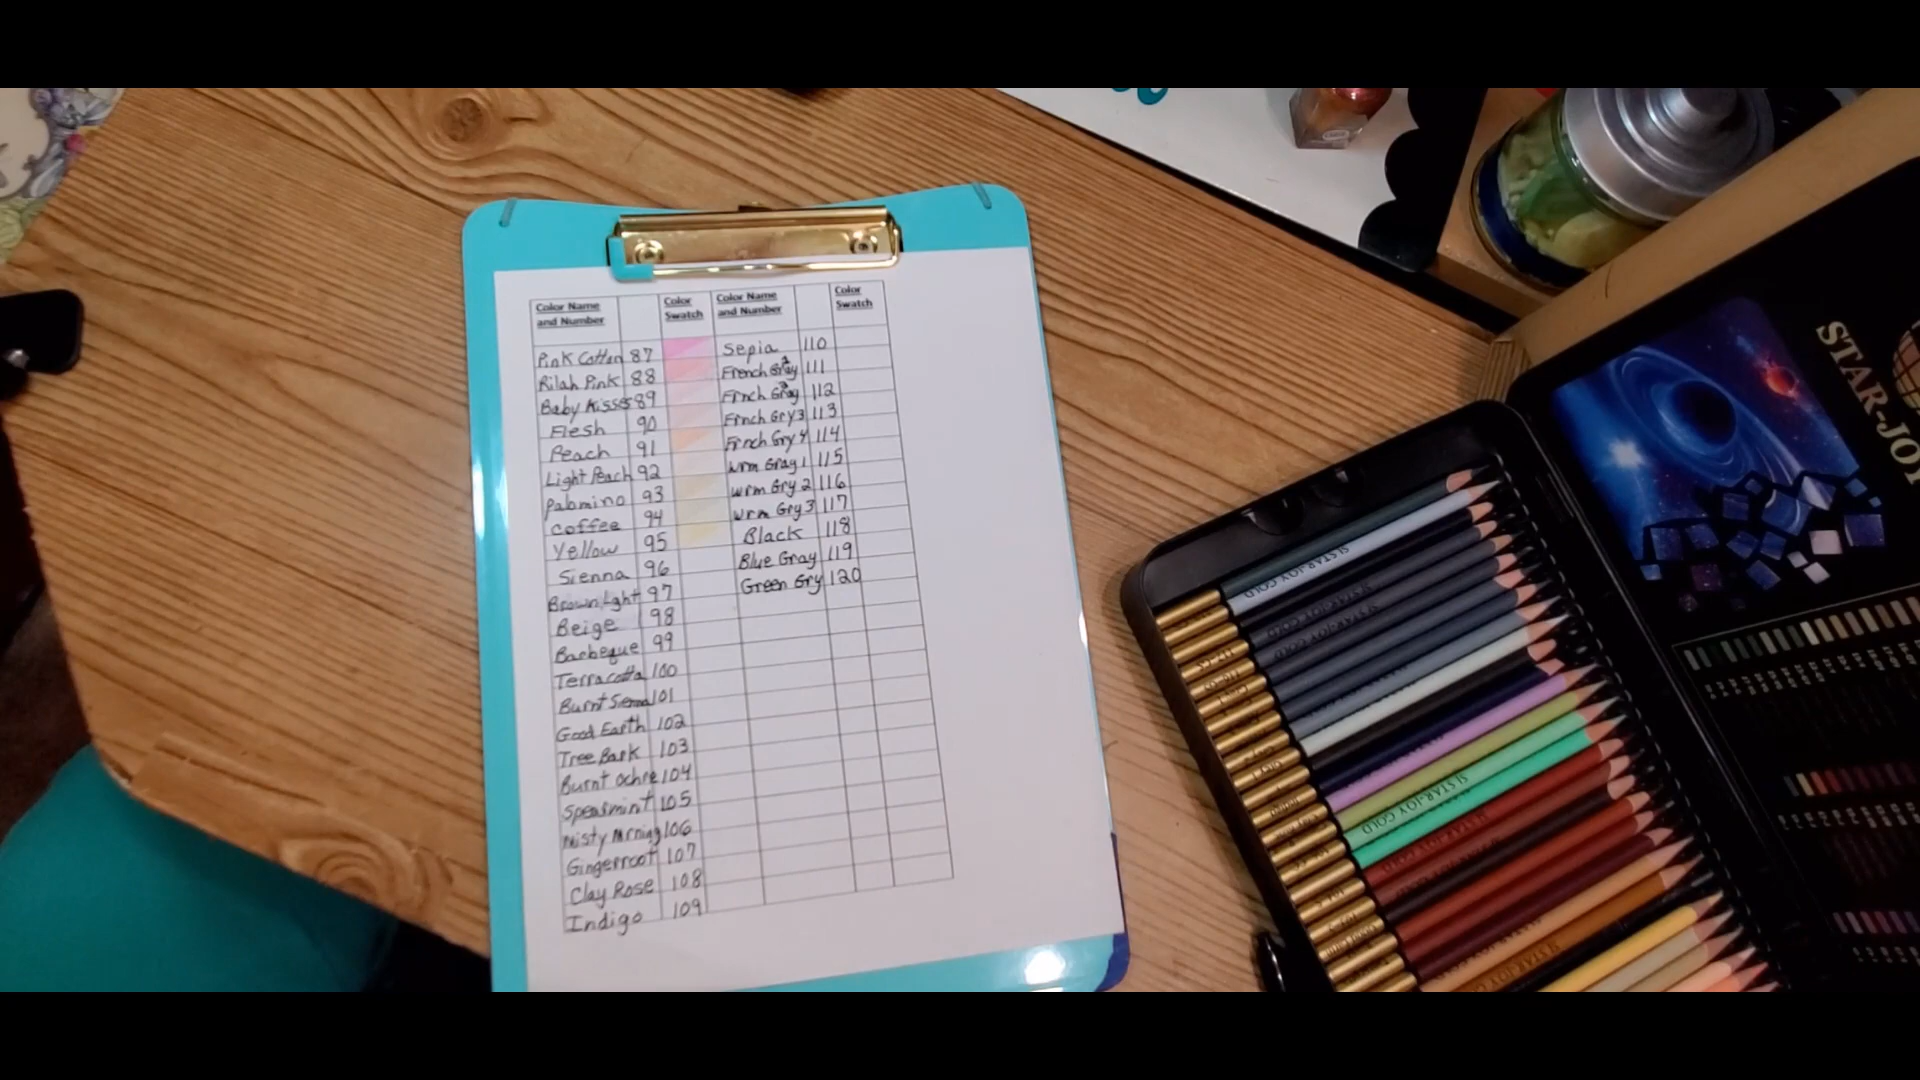 Color Name and Number
Color Swatch
Color Name and Number
Color Swatch
Pink Cotton 87
Rilah Pink 88
Baby Kisses 89
Flesh 90
Peach 91
Light Peach 92
Palomino 93
Coffee 94
Yellow 95
Sienna 96
Brown Light 97
Beige 98
Barbeque 99
Terracotta 100
Burnt Sienna 101
Good Earth 102
Tree Bark 103
Burnt Ochre 104
Spearmint 105
Misty Mrning 106
Gingerroot 107
Clay Rose 108
Indigo 109
Sepia 110
French Gray 111
Frnch Gray 112
Frnch Gry 3 113
Frnch Gry 4 114
Wrm Gray 1 115
Wrm Gry 2 116
Wrm Gry 3 117
Black 118
Blue Gray 119
Green Gry 120
STAR-JOY
STAR-JOY GOLD
STAR-JOY GOLD